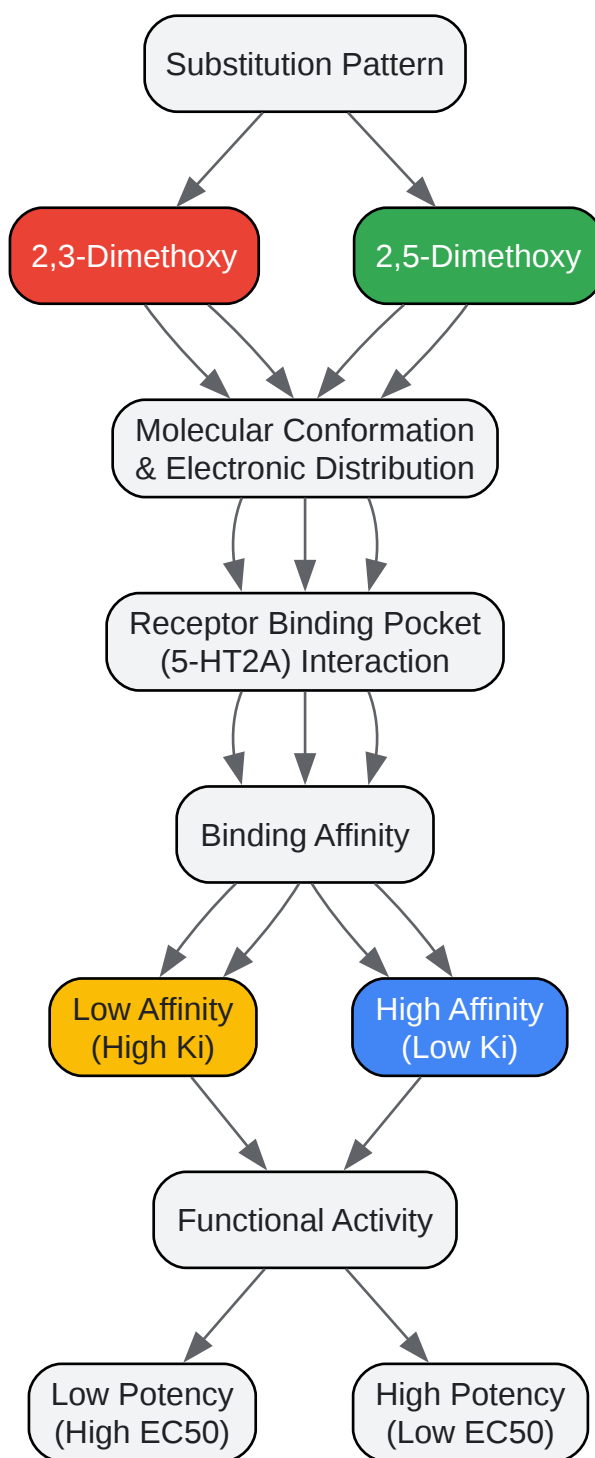 Substitution Pattern
2,3-Dimethoxy
2,5-Dimethoxy
Molecular Conformation
& Electronic Distribution
Receptor Binding Pocket
(5-HT2A) Interaction
Binding Affinity
Low Affinity
(High Ki)
High Affinity
(Low Ki)
Functional Activity
Low Potency
(High EC50)
High Potency
(Low EC50)